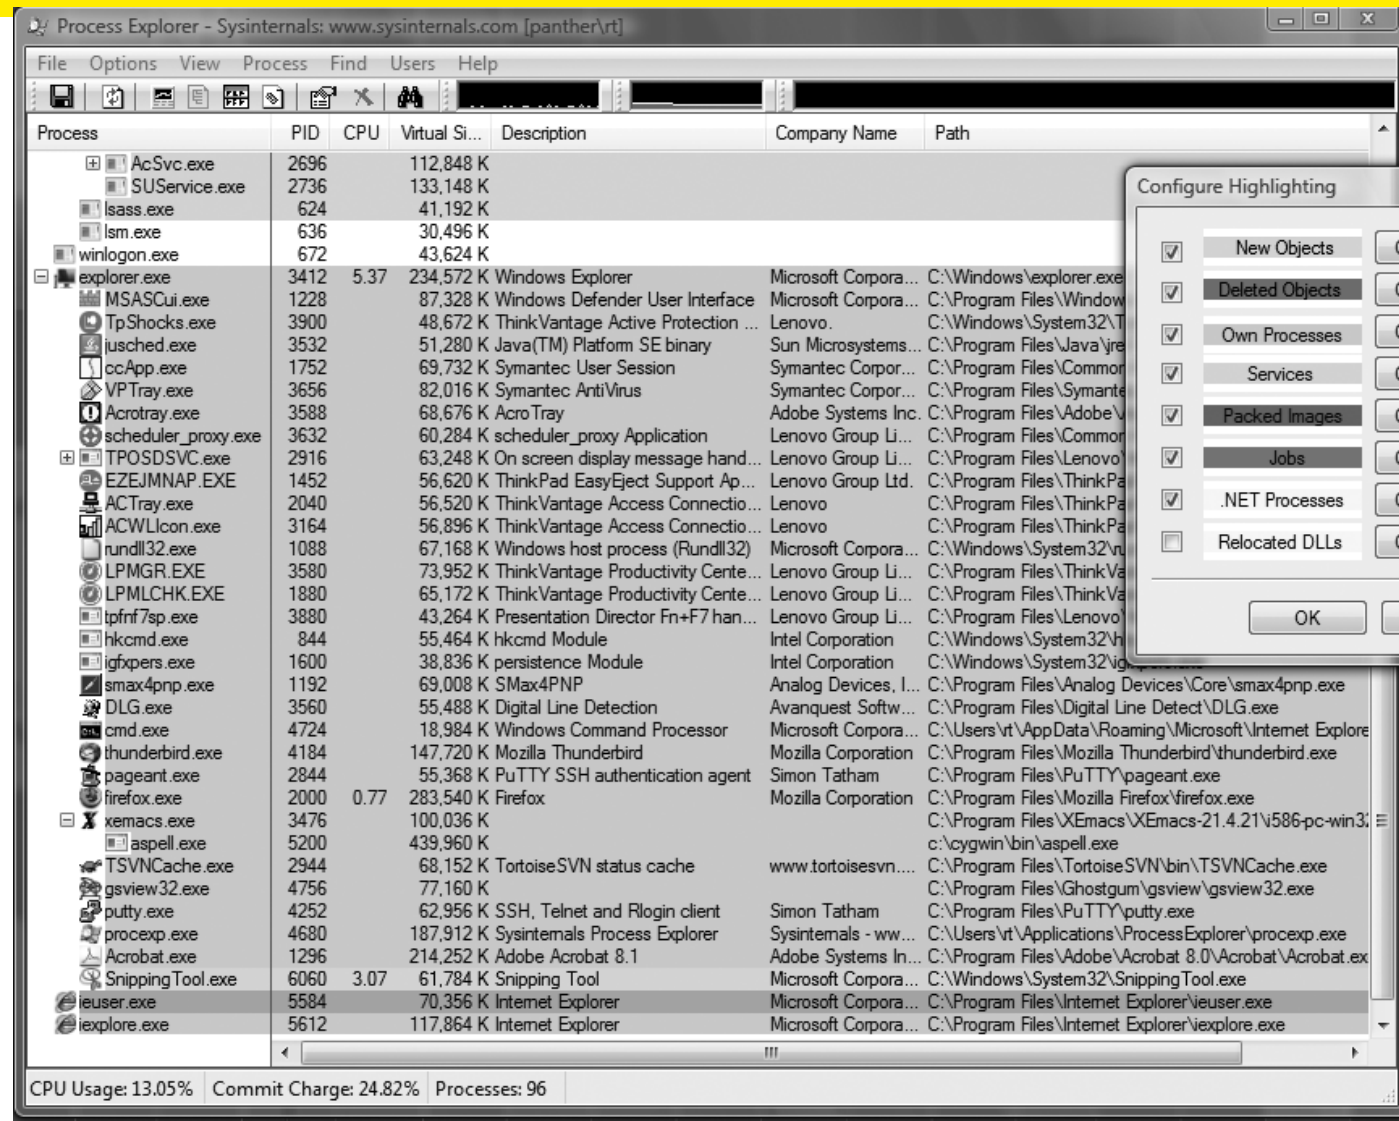 Process Explorer - Sysinternals: www.sysinternals.com [panther\rt]
File Options View Process Find Users Help
Process PID CPU Virtual Si... Description Company Name Path
AcSvc.exe 2696 112,848 K
SUService.exe 2736 133,148 K
lsass.exe 624 41,192 K
lsm.exe 636 30,496 K
winlogon.exe 672 43,624 K
explorer.exe 3412 5.37 234,572 K Windows Explorer Microsoft Corpora... C:\Windows\explorer.exe
MSASCui.exe 1228 87,328 K Windows Defender User Interface Microsoft Corpora... C:\Program Files\Window
TpShocks.exe 3900 48,672 K ThinkVantage Active Protection ... Lenovo. C:\Windows\System32\T
jusched.exe 3532 51,280 K Java(TM) Platform SE binary Sun Microsystems... C:\Program Files\Java\jre
ccApp.exe 1752 69,732 K Symantec User Session Symantec Corpor... C:\Program Files\Common
VPTray.exe 3656 82,016 K Symantec AntiVirus Symantec Corpor... C:\Program Files\Symante
Acrotray.exe 3588 68,676 K AcroTray Adobe Systems Inc. C:\Program Files\Adobe\
scheduler_proxy.exe 3632 60,284 K scheduler_proxy Application Lenovo Group Li... C:\Program Files\Common
TPOSDSVC.exe 2916 63,248 K On screen display message hand... Lenovo Group Li... C:\Program Files\Lenovo\
EZEJMNAP.EXE 1452 56,620 K ThinkPad EasyEject Support Ap... Lenovo Group Ltd. C:\Program Files\ThinkPa
ACTray.exe 2040 56,520 K ThinkVantage Access Connectio... Lenovo C:\Program Files\ThinkPa
ACWLIcon.exe 3164 56,896 K ThinkVantage Access Connectio... Lenovo C:\Program Files\ThinkPa
rundll32.exe 1088 67,168 K Windows host process (Rundll32) Microsoft Corpora... C:\Windows\System32\ru
LPMGR.EXE 3580 73,952 K ThinkVantage Productivity Cente... Lenovo Group Li... C:\Program Files\ThinkVa
LPMLCHK.EXE 1880 65,172 K ThinkVantage Productivity Cente... Lenovo Group Li... C:\Program Files\ThinkVa
tpfnf7sp.exe 3880 43,264 K Presentation Director Fn+F7 han... Lenovo Group Li... C:\Program Files\Lenovo\
hkcmd.exe 844 55,464 K hkcmd Module Intel Corporation C:\Windows\System32\h
igfxpers.exe 1600 38,836 K persistence Module Intel Corporation C:\Windows\System32\igfxpers.exe
smax4pnp.exe 1192 69,008 K SMax4PNP Analog Devices, I... C:\Program Files\Analog Devices\Core\smax4pnp.exe
DLG.exe 3560 55,488 K Digital Line Detection Avanquest Softw... C:\Program Files\Digital Line Detect\DLG.exe
cmd.exe 4724 18,984 K Windows Command Processor Microsoft Corpora... C:\Users\rt\AppData\Roaming\Microsoft\Internet Explore
thunderbird.exe 4184 147,720 K Mozilla Thunderbird Mozilla Corporation C:\Program Files\Mozilla Thunderbird\thunderbird.exe
pageant.exe 2844 55,368 K PuTTY SSH authentication agent Simon Tatham C:\Program Files\PuTTY\pageant.exe
firefox.exe 2000 0.77 283,540 K Firefox Mozilla Corporation C:\Program Files\Mozilla Firefox\firefox.exe
xemacs.exe 3476 100,036 K C:\Program Files\XEmacs\XEmacs-21.4.21\i586-pc-win32
aspell.exe 5200 439,960 K c:\cygwin\bin\aspell.exe
TSVNCache.exe 2944 68,152 K TortoiseSVN status cache www.tortoisesvn.... C:\Program Files\TortoiseSVN\bin\TSVNCache.exe
gsview32.exe 4756 77,160 K C:\Program Files\Ghostgum\gsview\gsview32.exe
putty.exe 4252 62,956 K SSH, Telnet and Rlogin client Simon Tatham C:\Program Files\PuTTY\putty.exe
procexp.exe 4680 187,912 K Sysinternals Process Explorer Sysinternals - ww... C:\Users\rt\Applications\ProcessExplorer\procexp.exe
Acrobat.exe 1296 214,252 K Adobe Acrobat 8.1 Adobe Systems In... C:\Program Files\Adobe\Acrobat 8.0\Acrobat\Acrobat.ex
SnippingTool.exe 6060 3.07 61,784 K Snipping Tool Microsoft Corpora... C:\Windows\System32\SnippingTool.exe
ieuser.exe 5584 70,356 K Internet Explorer Microsoft Corpora... C:\Program Files\Internet Explorer\ieuser.exe
iexplore.exe 5612 117,864 K Internet Explorer Microsoft Corpora... C:\Program Files\Internet Explorer\iexplore.exe
Configure Highlighting
New Objects
Deleted Objects
Own Processes
Services
Packed Images
Jobs
.NET Processes
Relocated DLLs
OK
CPU Usage: 13.05% Commit Charge: 24.82% Processes: 96